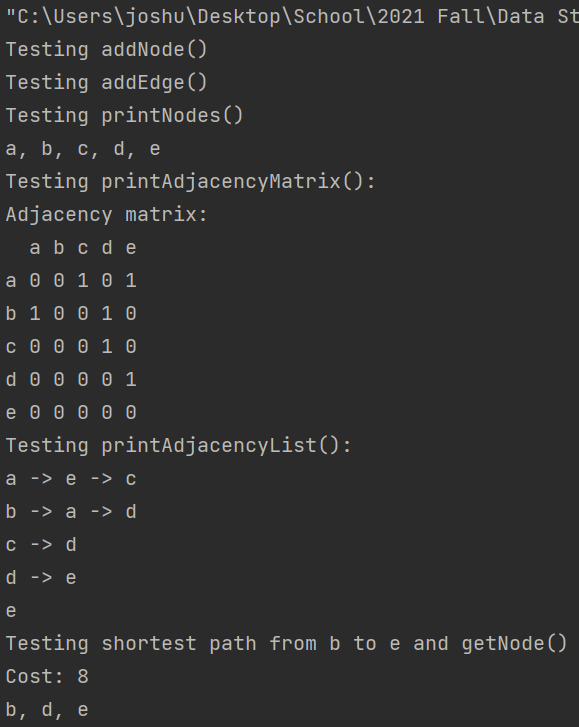 "C:\Users\joshu\Desktop\School\2021 Fall\Data St
Testing addNode()
Testing addEdge()
Testing printNodes()
a, b, c, d, e
Testing printAdjacencyMatrix():
Adjacency matrix:
  a b c d e
a 0 0 1 0 1
b 1 0 0 1 0
c 0 0 0 1 0
d 0 0 0 0 1
e 0 0 0 0 0
Testing printAdjacencyList():
a -> e -> c
b -> a -> d
c -> d
d -> e
e
Testing shortest path from b to e and getNode()
Cost: 8
b, d, e